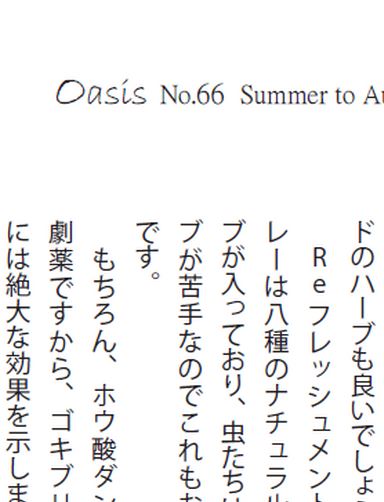 Oasis No.66 Summer to Au
ドのハーブも良いでしょ
Reフレッシュメント
レーは八種のナチュラル
ブが入っており、虫たちは
ブが苦手なのでこれもお
です。
もちろん、ホウ酸ダン
劇薬ですから、ゴキブリ
には絶大な効果を示しま